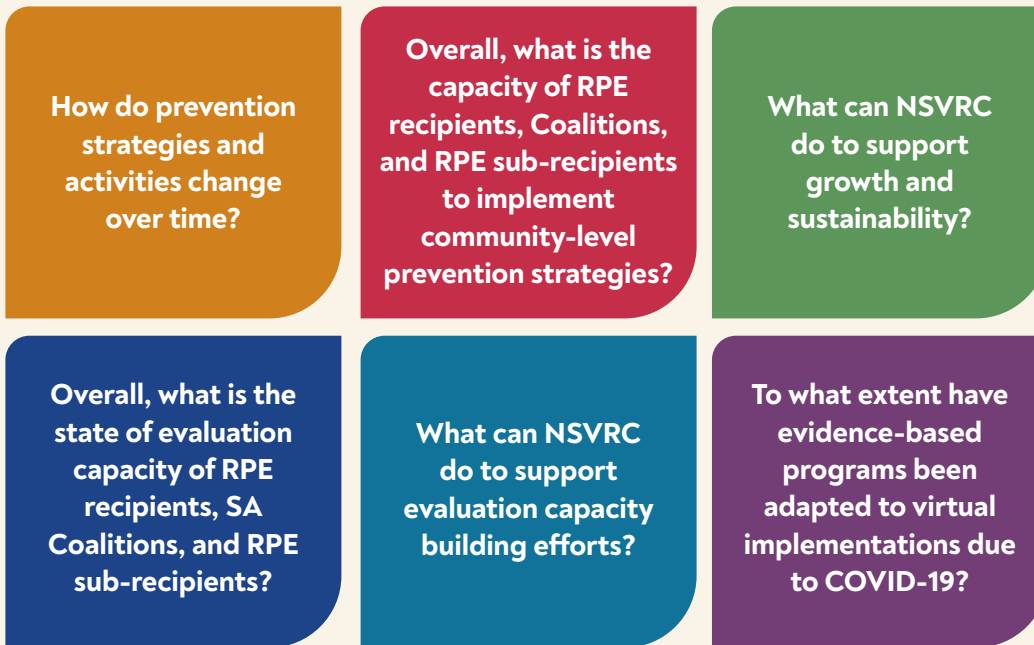 How do prevention
strategies and
activities change
over time?
Overall, what is the
capacity of RPE
recipients, Coalitions,
and RPE sub-recipients
to implement
community-level
prevention strategies?
What can NSVRC
do to support
growth and
sustainability?
Overall, what is the
state of evaluation
capacity of RPE
recipients, SA
Coalitions, and RPE
sub-recipients?
What can NSVRC
do to support
evaluation capacity
building efforts?
To what extent have
evidence-based
programs been
adapted to virtual
implementations due
to COVID-19?